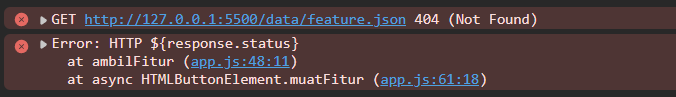 GET http://127.0.0.1:5500/data/feature.json 404 (Not Found)
Error: HTTP ${response.status}
at ambilFitur (app.js:48:11)
at async HTMLButtonElement.muatFitur (app.js:61:18)